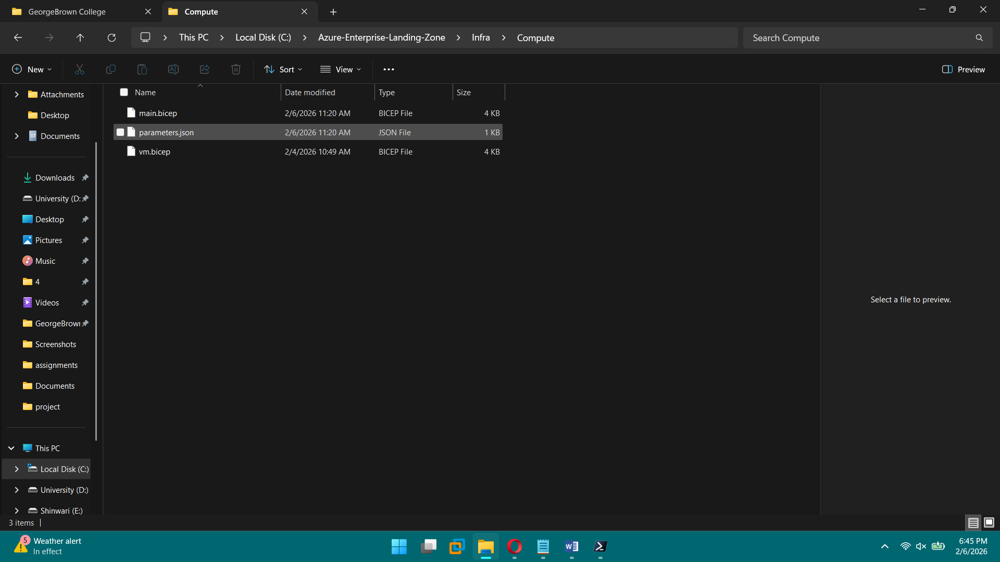 GeorgeBrown College
Compute
This PC > Local Disk (C:) > Azure-Enterprise-Landing-Zone > Infra > Compute
Search Compute
New
Sort
View
Preview
Attachments
Desktop
Documents
Downloads
University (D:
Desktop
Pictures
Music
4
Videos
GeorgeBrown
Screenshots
assignments
Documents
project
This PC
Local Disk (C:)
University (D:)
Shinwari (E:)
Name Date modified Type Size
main.bicep 2/6/2026 11:20 AM BICEP File 4 KB
parameters.json 2/6/2026 11:20 AM JSON File 1 KB
vm.bicep 2/4/2026 10:49 AM BICEP File 4 KB
Select a file to preview.
3 items
5
Weather alert
In effect
6:45 PM
2/6/2026